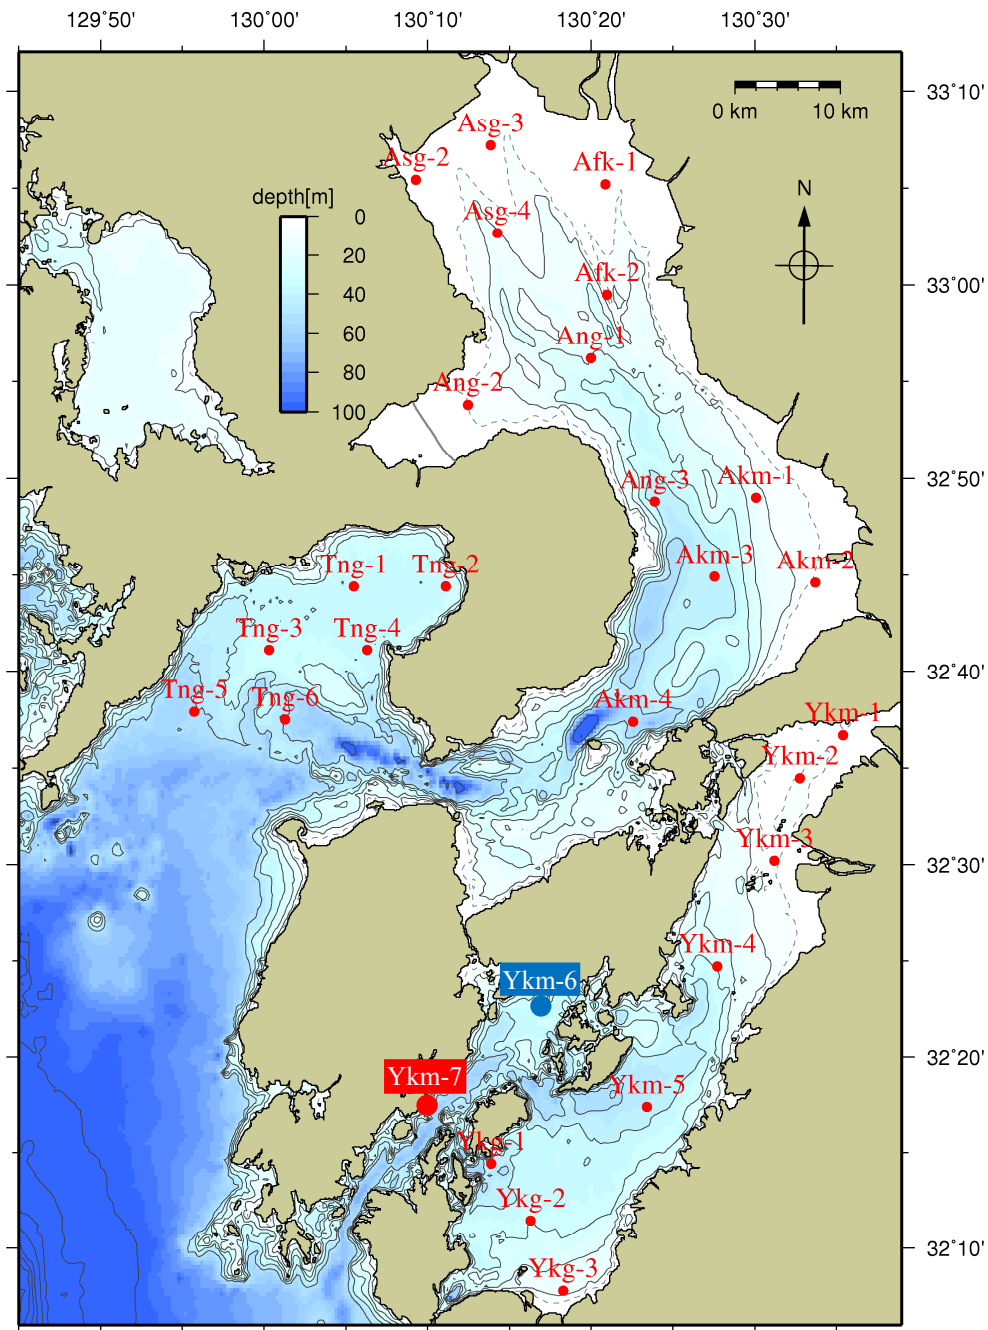 129˚50'
130˚00'
130˚10'
130˚20'
130˚30'
33˚10'
0 km
10 km
Asg-3
Asg-2
Afk-1
N
depth[m]
0
20
40
60
80
100
Asg-4
Afk-2
33˚00'
Ang-1
Ang-2
32˚50'
Ang-3
Akm-1
Tng-1
Tng-2
Akm-3
Akm-2
Tng-3
Tng-4
32˚40'
Tng-5
Tng-6
Akm-4
Ykm-1
Ykm-2
Ykm-3
32˚30'
Ykm-4
Ykm-6
32˚20'
Ykm-7
Ykm-5
Ykg-1
Ykg-2
32˚10'
Ykg-3